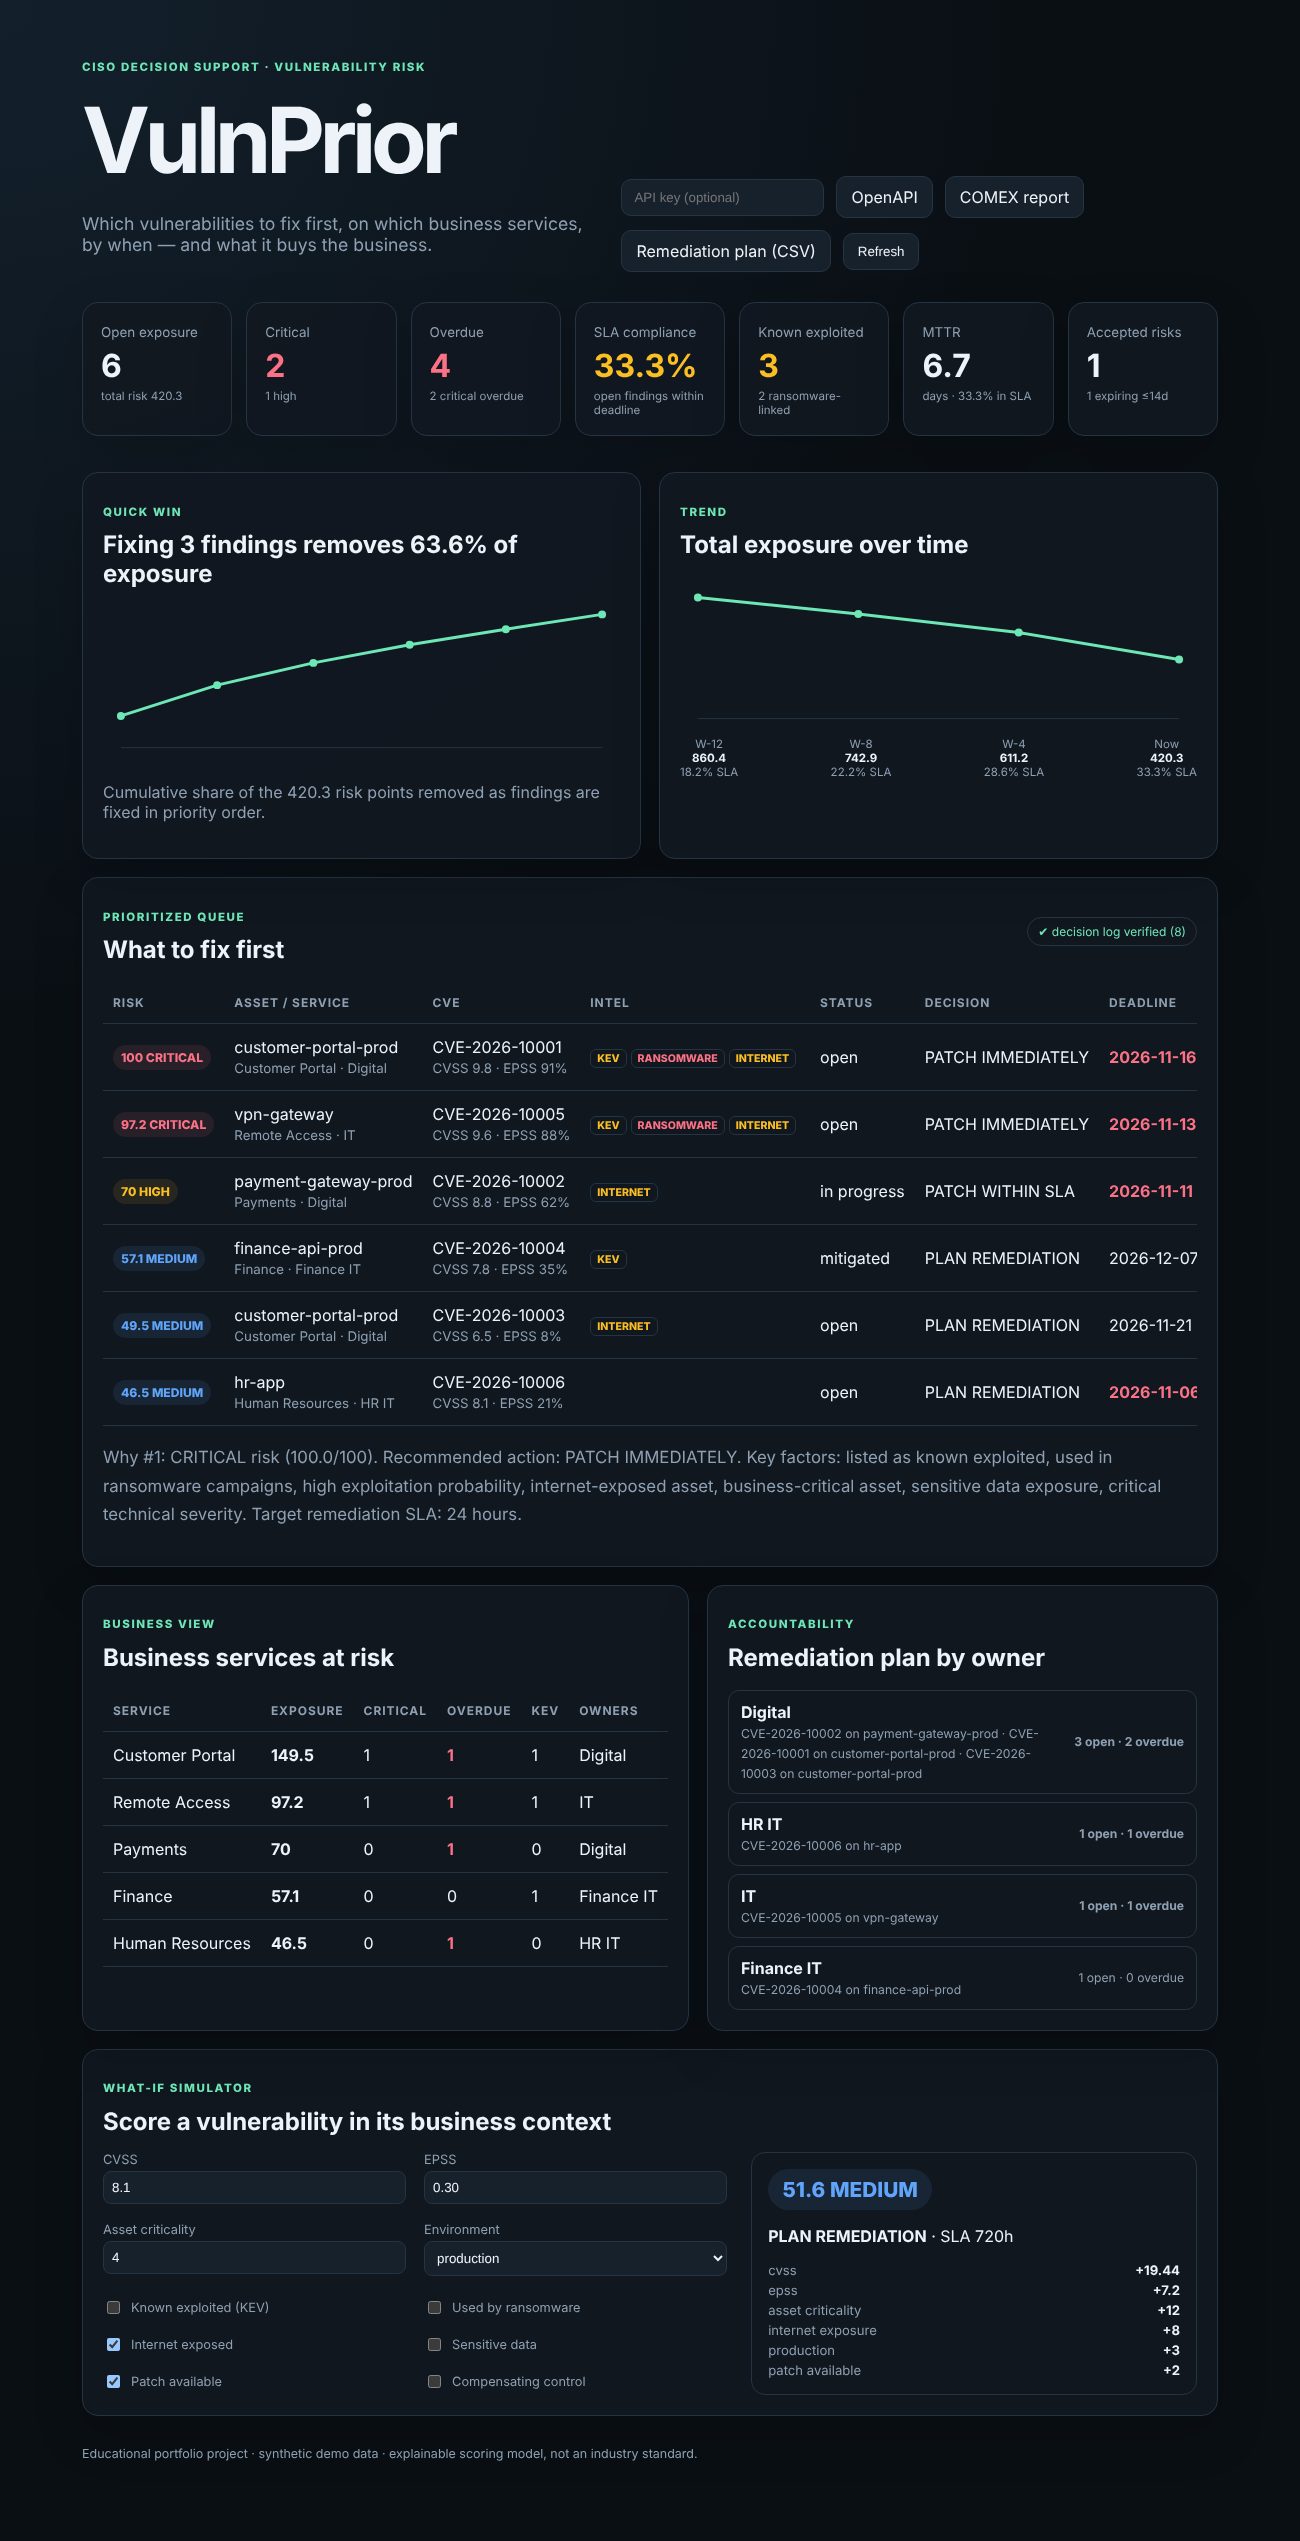 CISO DECISION SUPPORT · VULNERABILITY RISK
VulnPrior
Which vulnerabilities to fix first, on which business services,
by when — and what it buys the business.
API key (optional)
OpenAPI
COMEX report
Remediation plan (CSV)
Refresh
Open exposure
6
total risk 420.3
Critical
2
1 high
Overdue
4
2 critical overdue
SLA compliance
33.3%
open findings within
deadline
Known exploited
3
2 ransomware-
linked
MTTR
6.7
days · 33.3% in SLA
Accepted risks
1
1 expiring ≤14d
QUICK WIN
Fixing 3 findings removes 63.6% of
exposure
Cumulative share of the 420.3 risk points removed as findings are
fixed in priority order.
TREND
Total exposure over time
W-12
860.4
18.2% SLA
W-8
742.9
22.2% SLA
W-4
611.2
28.6% SLA
Now
420.3
33.3% SLA
PRIORITIZED QUEUE
What to fix first
✔ decision log verified (8)
RISK ASSET / SERVICE CVE INTEL STATUS DECISION DEADLINE
100 CRITICAL customer-portal-prod CVE-2026-10001 KEV RANSOMWARE INTERNET open PATCH IMMEDIATELY 2026-11-16
Customer Portal · Digital CVSS 9.8 · EPSS 91%
97.2 CRITICAL vpn-gateway CVE-2026-10005 KEV RANSOMWARE INTERNET open PATCH IMMEDIATELY 2026-11-13
Remote Access · IT CVSS 9.6 · EPSS 88%
70 HIGH payment-gateway-prod CVE-2026-10002 INTERNET in progress PATCH WITHIN SLA 2026-11-11
Payments · Digital CVSS 8.8 · EPSS 62%
57.1 MEDIUM finance-api-prod CVE-2026-10004 KEV mitigated PLAN REMEDIATION 2026-12-07
Finance · Finance IT CVSS 7.8 · EPSS 35%
49.5 MEDIUM customer-portal-prod CVE-2026-10003 INTERNET open PLAN REMEDIATION 2026-11-21
Customer Portal · Digital CVSS 6.5 · EPSS 8%
46.5 MEDIUM hr-app CVE-2026-10006 open PLAN REMEDIATION 2026-11-06
Human Resources · HR IT CVSS 8.1 · EPSS 21%
Why #1: CRITICAL risk (100.0/100). Recommended action: PATCH IMMEDIATELY. Key factors: listed as known exploited, used in
ransomware campaigns, high exploitation probability, internet-exposed asset, business-critical asset, sensitive data exposure, critical
technical severity. Target remediation SLA: 24 hours.
BUSINESS VIEW
Business services at risk
SERVICE EXPOSURE CRITICAL OVERDUE KEV OWNERS
Customer Portal 149.5 1 1 1 Digital
Remote Access 97.2 1 1 1 IT
Payments 70 0 1 0 Digital
Finance 57.1 0 0 1 Finance IT
Human Resources 46.5 0 1 0 HR IT
ACCOUNTABILITY
Remediation plan by owner
Digital
CVE-2026-10002 on payment-gateway-prod · CVE-
2026-10001 on customer-portal-prod · CVE-2026-
10003 on customer-portal-prod
3 open · 2 overdue
HR IT
CVE-2026-10006 on hr-app
1 open · 1 overdue
IT
CVE-2026-10005 on vpn-gateway
1 open · 1 overdue
Finance IT
CVE-2026-10004 on finance-api-prod
1 open · 0 overdue
WHAT-IF SIMULATOR
Score a vulnerability in its business context
CVSS
8.1
EPSS
0.30
Asset criticality
4
Environment
production
Known exploited (KEV)
Used by ransomware
Internet exposed
Sensitive data
Patch available
Compensating control
51.6 MEDIUM
PLAN REMEDIATION · SLA 720h
cvss +19.44
epss +7.2
asset criticality +12
internet exposure +8
production +3
patch available +2
Educational portfolio project · synthetic demo data · explainable scoring model, not an industry standard.